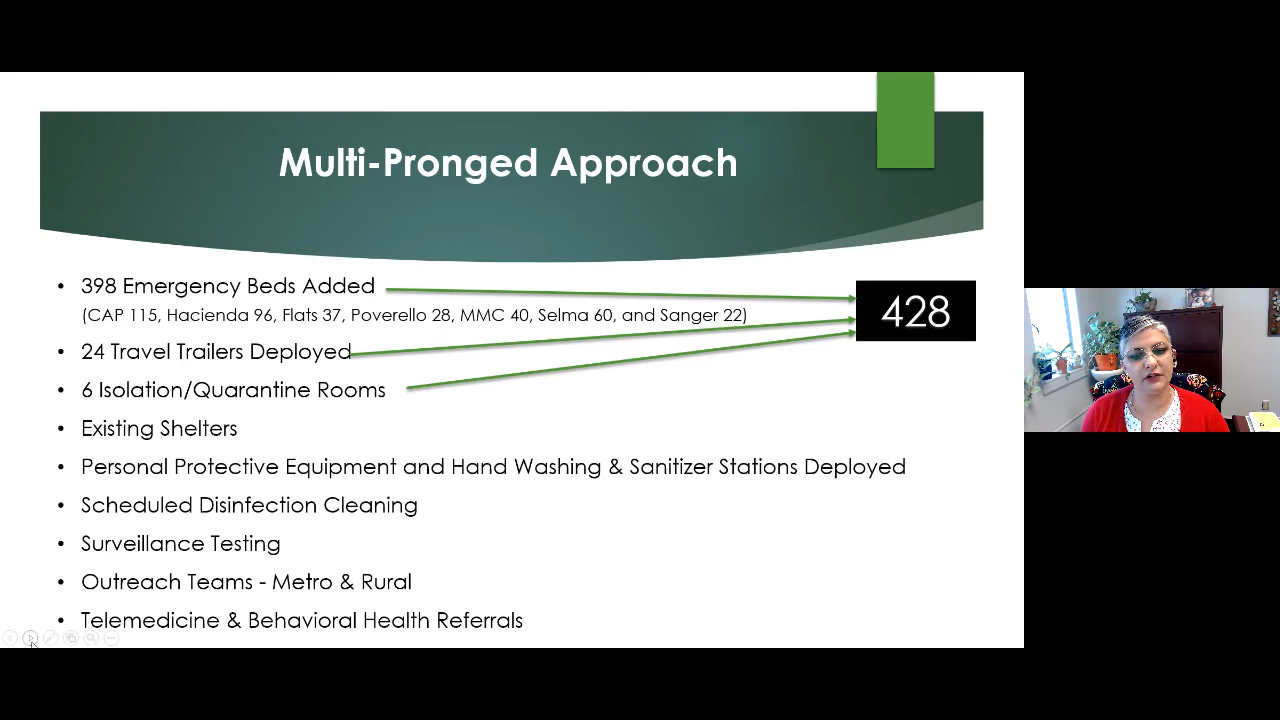 Multi-Pronged Approach
• 398 Emergency Beds Added
(CAP 115, Hacienda 96, Flats 37, Poverello 28, MMC 40, Selma 60, and Sanger 22)
428
• 24 Travel Trailers Deployed
• 6 Isolation/Quarantine Rooms
• Existing Shelters
• Personal Protective Equipment and Hand Washing & Sanitizer Stations Deployed
• Scheduled Disinfection Cleaning
• Surveillance Testing
• Outreach Teams - Metro & Rural
• Telemedicine & Behavioral Health Referrals